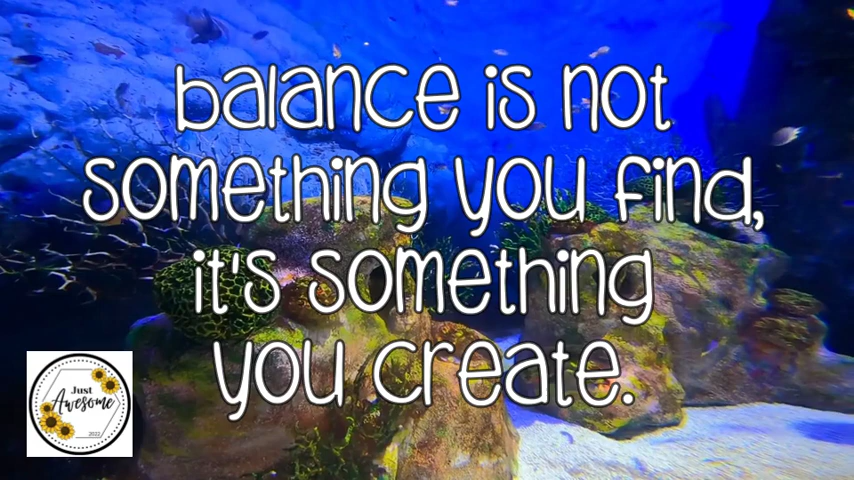 balance is not
something you find,
it's something
you create.
Just
Awesome
2022